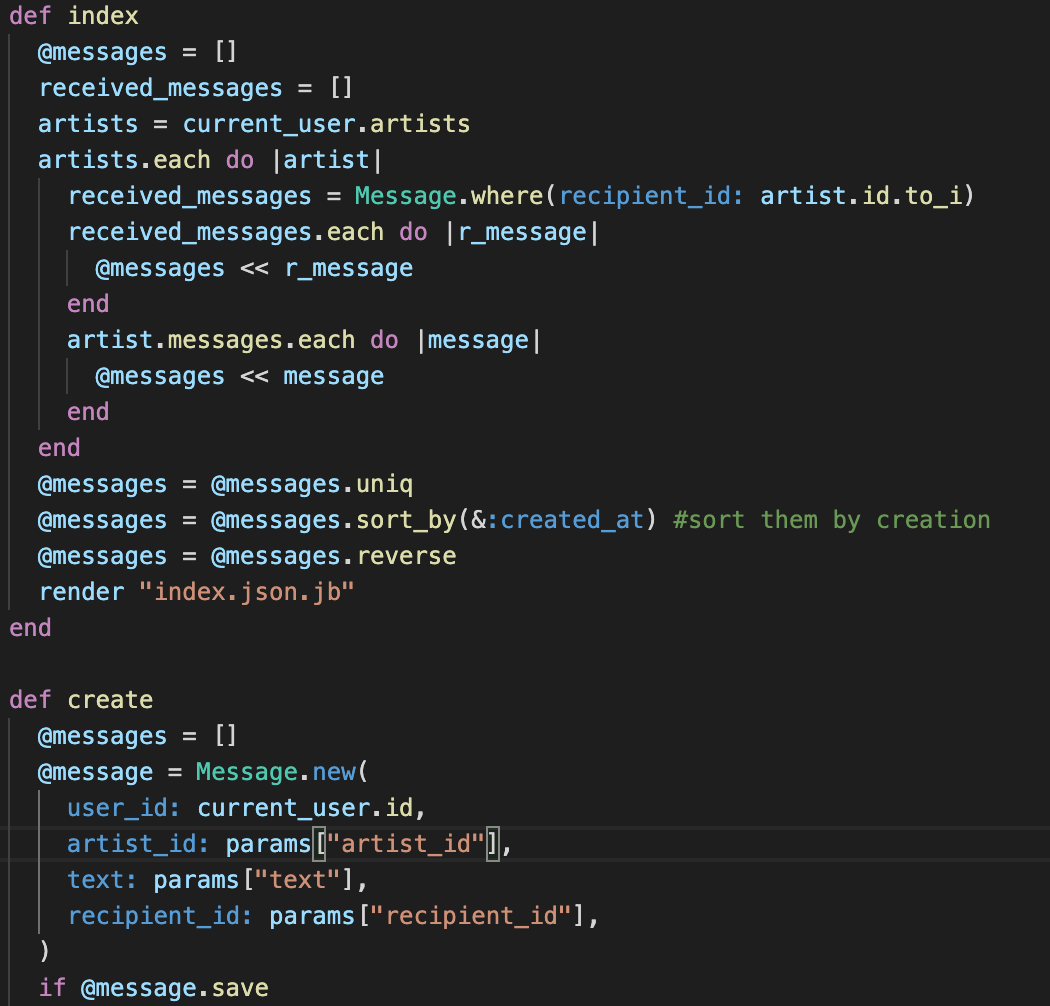 def index
  @messages = []
  received_messages = []
  artists = current_user.artists
  artists.each do |artist|
    received_messages = Message.where(recipient_id: artist.id.to_i)
    received_messages.each do |r_message|
      @messages << r_message
    end
    artist.messages.each do |message|
      @messages << message
    end
  end
  @messages = @messages.uniq
  @messages = @messages.sort_by(&:created_at) #sort them by creation
  @messages = @messages.reverse
  render "index.json.jb"
end

def create
  @messages = []
  @message = Message.new(
    user_id: current_user.id,
    artist_id: params["artist_id"],
    text: params["text"],
    recipient_id: params["recipient_id"],
  )
  if @message.save